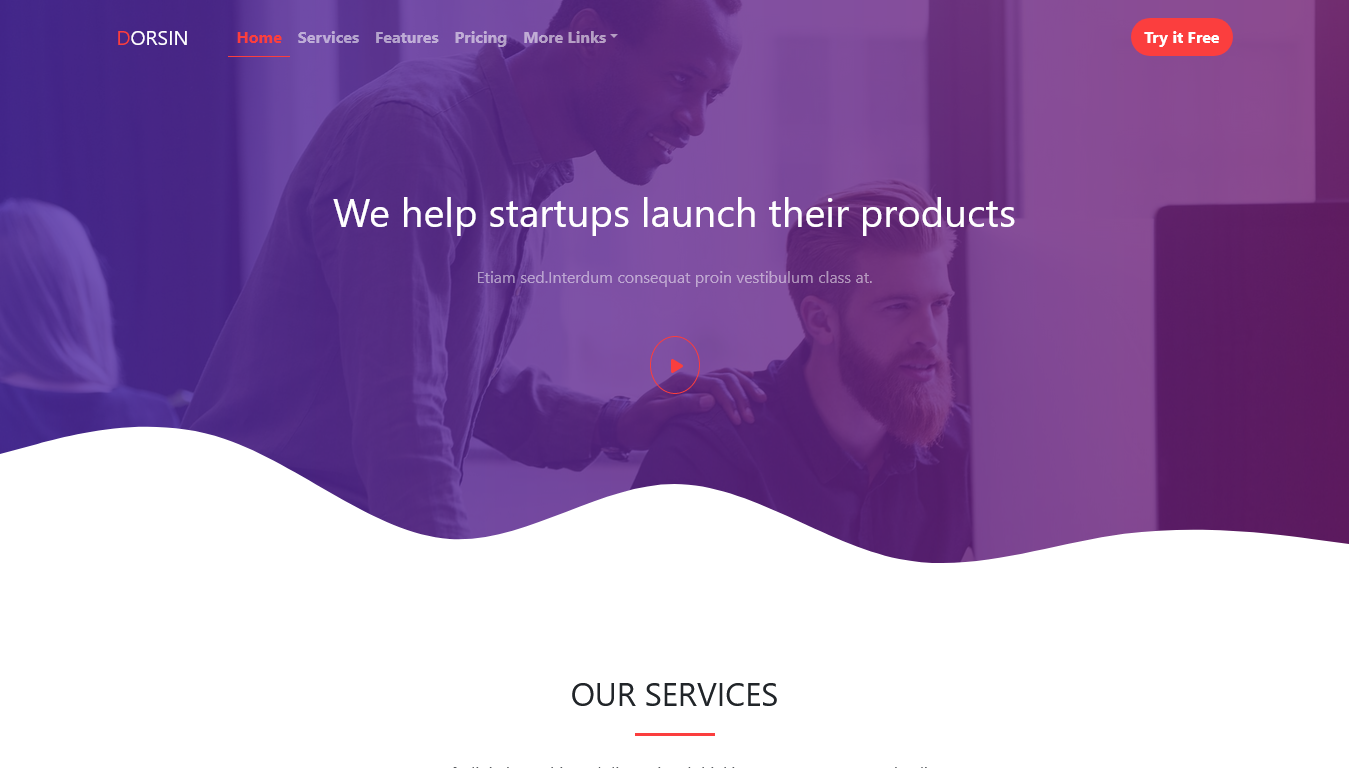 DORSIN
Home
Services
Features
Pricing
More Links
Try it Free
We help startups launch their products
Etiam sed.Interdum consequat proin vestibulum class at.
OUR SERVICES